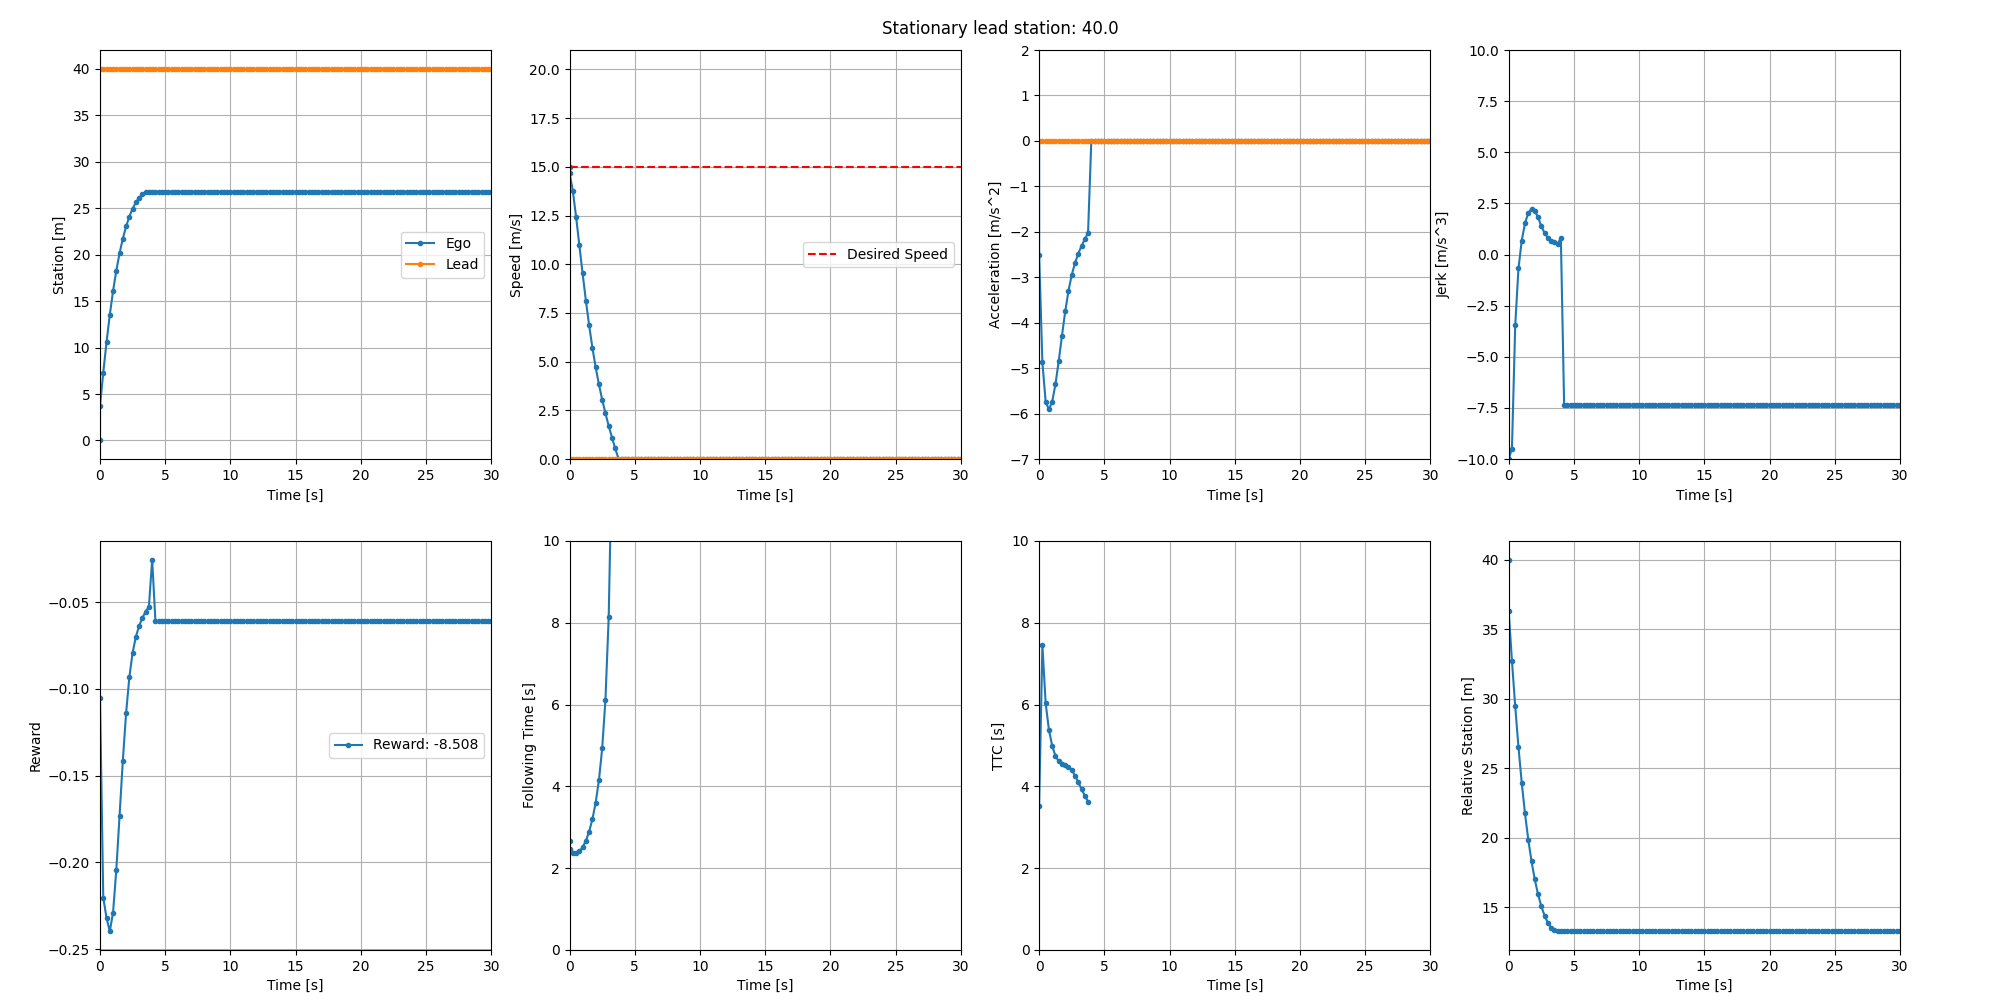 Stationary lead station: 40.0
40
35
30
25
20
15
10
5
0
Station [m]
Ego
Lead
0 5 10 15 20 25 30
Time [s]
20.0
17.5
15.0
12.5
10.0
7.5
5.0
2.5
0.0
Speed [m/s]
Desired Speed
0 5 10 15 20 25 30
Time [s]
2
1
0
−1
−2
−3
−4
−5
−6
−7
Acceleration [m/s^2]
0 5 10 15 20 25 30
Time [s]
10.0
7.5
5.0
2.5
0.0
−2.5
−5.0
−7.5
−10.0
Jerk [m/s^3]
0 5 10 15 20 25 30
Time [s]
−0.05
−0.10
−0.15
−0.20
−0.25
Reward
Reward: -8.508
0 5 10 15 20 25 30
Time [s]
10
8
6
4
2
0
Following Time [s]
0 5 10 15 20 25 30
Time [s]
10
8
6
4
2
0
TTC [s]
0 5 10 15 20 25 30
Time [s]
40
35
30
25
20
15
Relative Station [m]
0 5 10 15 20 25 30
Time [s]